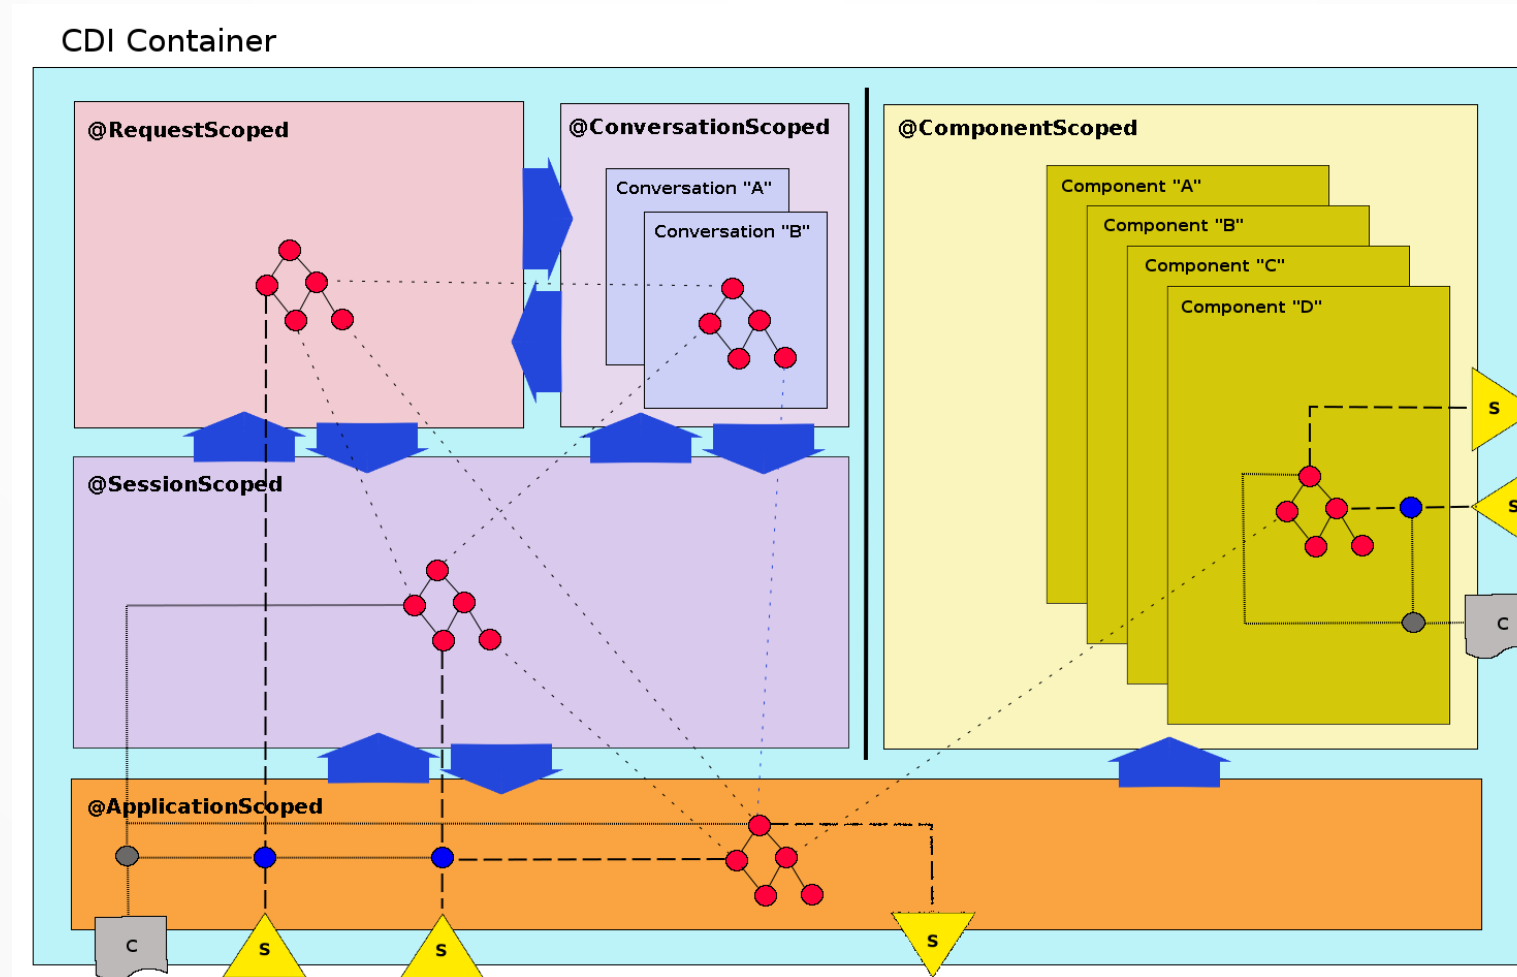 CDI Container
@RequestScoped
@ConversationScoped
@ComponentScoped
Conversation "A"
Conversation "B"
Component "A"
Component "B"
Component "C"
Component "D"
S
S
C
@SessionScoped
@ApplicationScoped
C
S
S
S